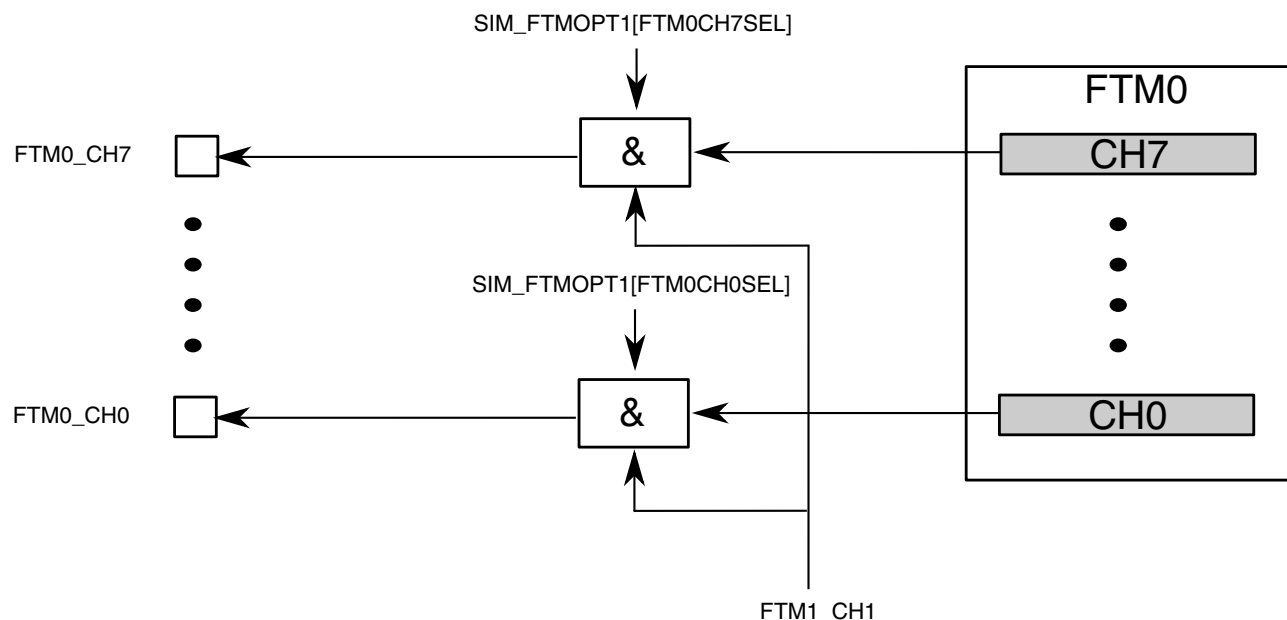 SIM_FTMOPT1[FTM0CH7SEL]
FTM0
FTM0_CH7
&
CH7
SIM_FTMOPT1[FTM0CH0SEL]
FTM0_CH0
&
CH0
FTM1_CH1